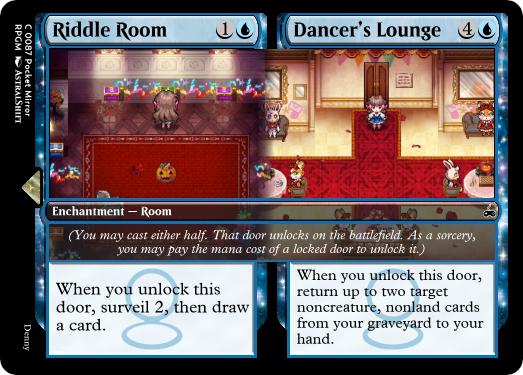 Riddle Room 1
Dancer's Lounge 4
Enchantment — Room
(You may cast either half. That door unlocks on the battlefield. As a sorcery,
you may pay the mana cost of a locked door to unlock it.)
When you unlock this
door, surveil 2, then draw
a card.
When you unlock this door,
return up to two target
noncreature, nonland cards
from your graveyard to your
hand.
C 0087 Pocket Mirror
RPGM AstralShift
Denny